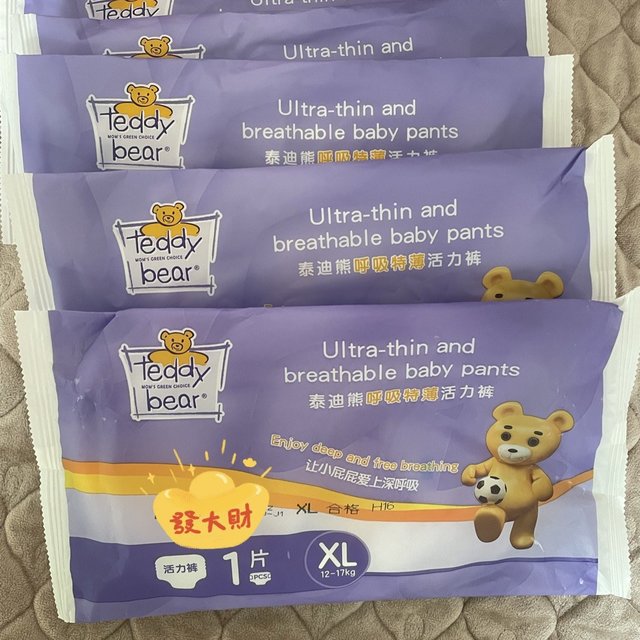 teddy
bear
Ultra-thin and
teddy
MOM'S GREEN CHOICE
bear®
Ultra-thin and
breathable baby pants
泰迪熊呼吸特薄活力裤
teddy
bear®
Ultra-thin and
breathable baby pants
泰迪熊呼吸特薄活力裤
teddy
MOM'S GREEN CHOICE
bear®
Ultra-thin and
breathable baby pants
泰迪熊呼吸特薄活力裤
Enjoy deep and free breathing
让小屁屁爱上深呼吸
XL 合格 H16
發大財
活力裤
1片
XL
12-17kg